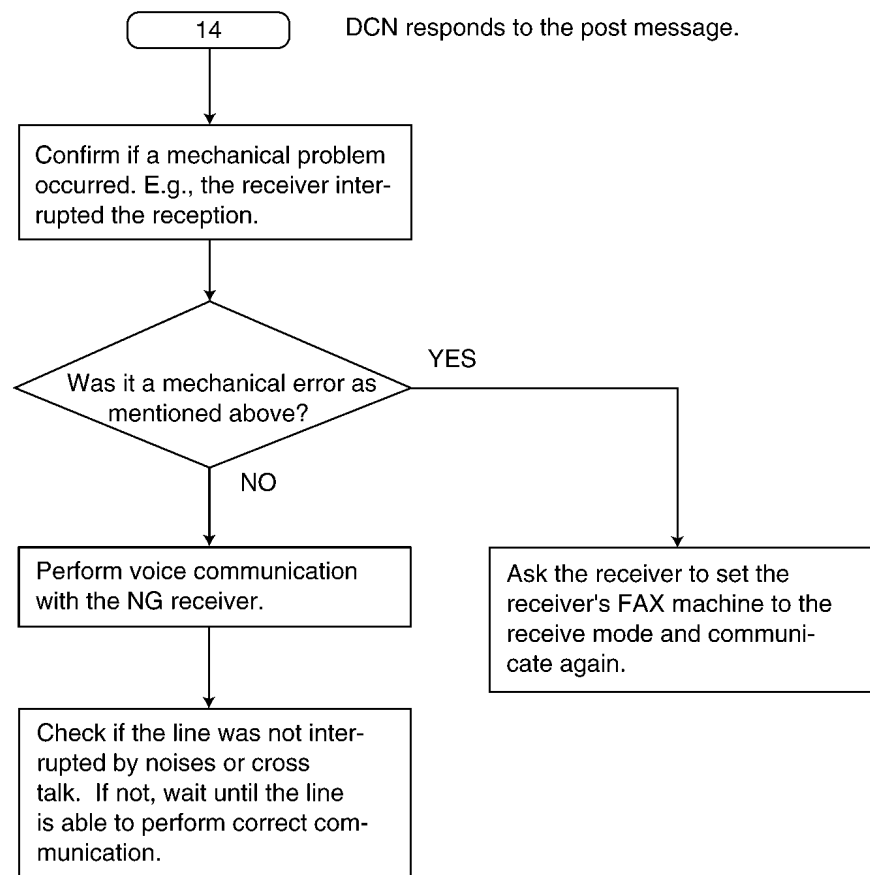 14
DCN responds to the post message.
Confirm if a mechanical problem
occurred. E.g., the receiver inter-
rupted the reception.
Was it a mechanical error as
mentioned above?
YES
NO
Perform voice communication
with the NG receiver.
Ask the receiver to set the
receiver's FAX machine to the
receive mode and communi-
cate again.
Check if the line was not inter-
rupted by noises or cross
talk.  If not, wait until the line
is able to perform correct com-
munication.